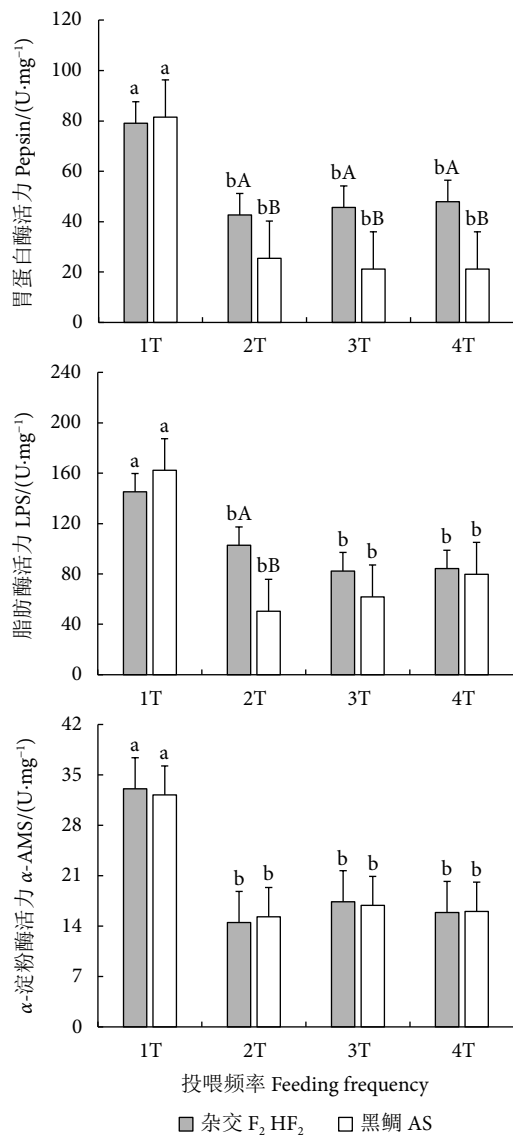 胃蛋白酶活力 Pepsin/(U·mg⁻¹)
120
100
80
60
40
20
0
a a
bA bB
bA bB
bA bB
1T 2T 3T 4T
脂肪酶活力 LPS/(U·mg⁻¹)
240
200
160
120
80
40
0
a a
bA bB
b b
b b
1T 2T 3T 4T
α-淀粉酶活力 α-AMS/(U·mg⁻¹)
42
35
28
21
14
7
0
a a
b b
b b
b b
1T 2T 3T 4T
投喂频率 Feeding frequency
杂交 F₂ HF₂ 黑鲷 AS